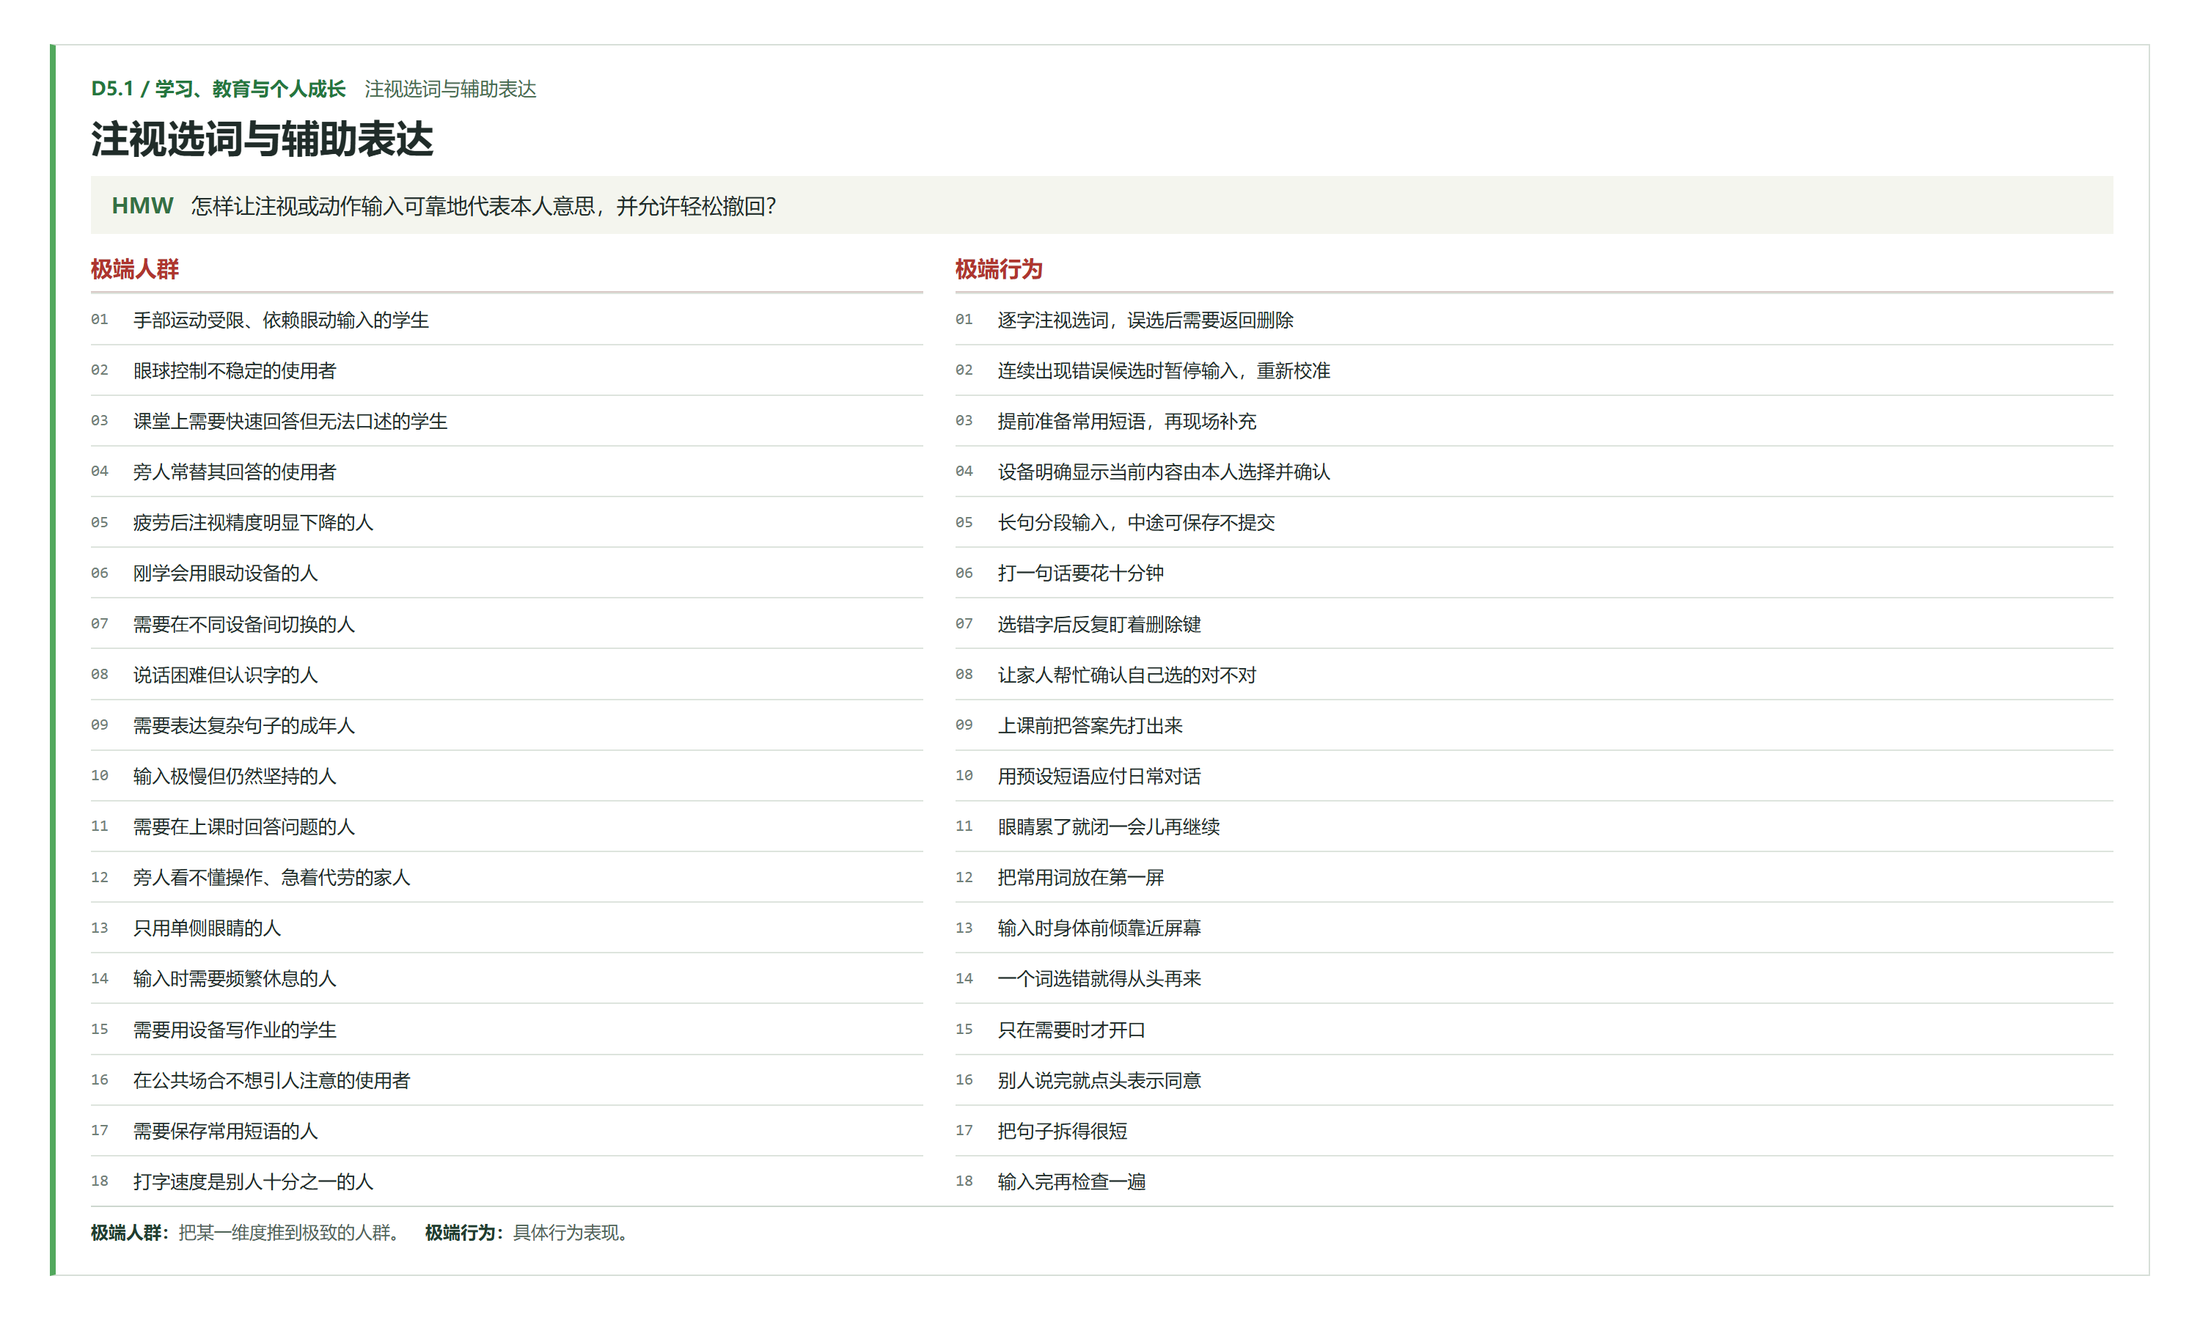 D5.1 / 学习、教育与个人成长 注视选词与辅助表达
注视选词与辅助表达
HMW 怎样让注视或动作输入可靠地代表本人意思，并允许轻松撤回？
极端人群
01 手部运动受限、依赖眼动输入的学生
02 眼球控制不稳定的使用者
03 课堂上需要快速回答但无法口述的学生
04 旁人常替其回答的使用者
05 疲劳后注视精度明显下降的人
06 刚学会用眼动设备的人
07 需要在不同设备间切换的人
08 说话困难但认识字的人
09 需要表达复杂句子的成年人
10 输入极慢但仍然坚持的人
11 需要在上课时回答问题的人
12 旁人看不懂操作、急着代劳的家人
13 只用单侧眼睛的人
14 输入时需要频繁休息的人
15 需要用设备写作业的学生
16 在公共场合不想引人注意的使用者
17 需要保存常用短语的人
18 打字速度是别人十分之一的人
极端行为
01 逐字注视选词，误选后需要返回删除
02 连续出现错误候选时暂停输入，重新校准
03 提前准备常用短语，再现场补充
04 设备明确显示当前内容由本人选择并确认
05 长句分段输入，中途可保存不提交
06 打一句话要花十分钟
07 选错字后反复盯着删除键
08 让家人帮忙确认自己选的对不对
09 上课前把答案先打出来
10 用预设短语应付日常对话
11 眼睛累了就闭一会儿再继续
12 把常用词放在第一屏
13 输入时身体前倾靠近屏幕
14 一个词选错就得从头再来
15 只在需要时才开口
16 别人说完就点头表示同意
17 把句子拆得很短
18 输入完再检查一遍
极端人群：把某一维度推到极致的人群。 极端行为：具体行为表现。